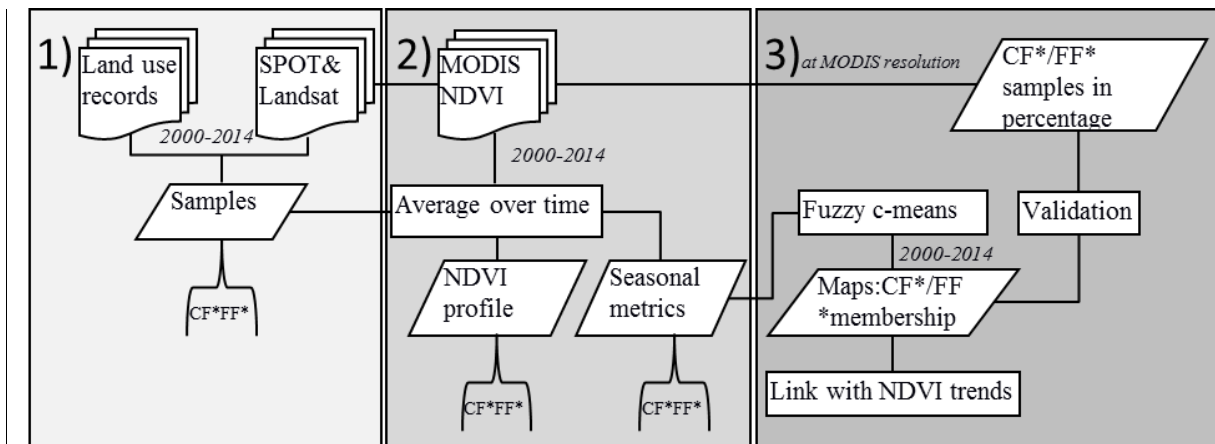 1)
Land use
records
SPOT&
Landsat
2000-2014
Samples
CF*FF*
2)
MODIS
NDVI
2000-2014
Average over time
NDVI
profile
Seasonal
metrics
CF*FF*
CF*FF*
3)
at MODIS resolution
CF*/FF*
samples in
percentage
Fuzzy c-means
Validation
2000-2014
Maps:CF*/FF
*membership
Link with NDVI trends